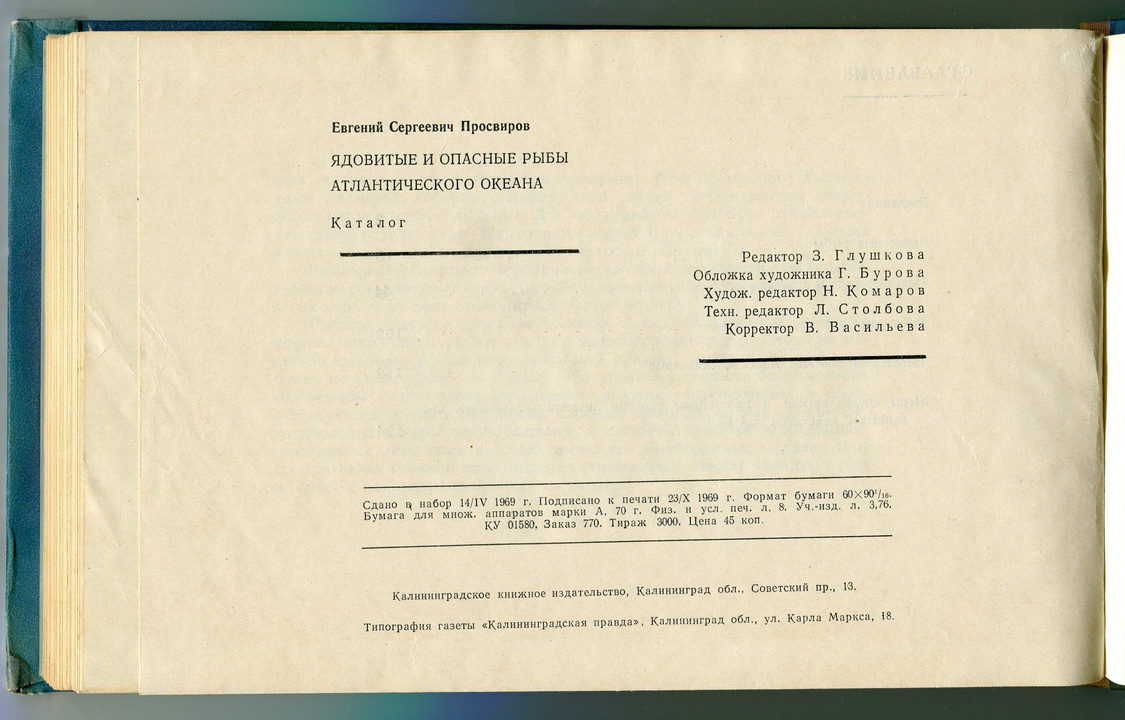 Евгений Сергеевич Просвиров
ЯДОВИТЫЕ И ОПАСНЫЕ РЫБЫ
АТЛАНТИЧЕСКОГО ОКЕАНА
Каталог
Редактор З. Глушкова
Обложка художника Г. Бурова
Худож. редактор Н. Комаров
Техн. редактор Л. Столбова
Корректор В. Васильева
Сдано в набор 14/IV 1969 г. Подписано к печати 23/X 1969 г. Формат бумаги 60×90¹/₁₆.
Бумага для множ. аппаратов марки А, 70 г. Физ. и усл. печ. л. 8. Уч.-изд. л. 3,76.
КУ 01580. Заказ 770. Тираж 3000. Цена 45 коп.
Калининградское книжное издательство, Калининград обл., Советский пр., 13.
Типография газеты «Калининградская правда», Калининград обл., ул. Карла Маркса, 18.